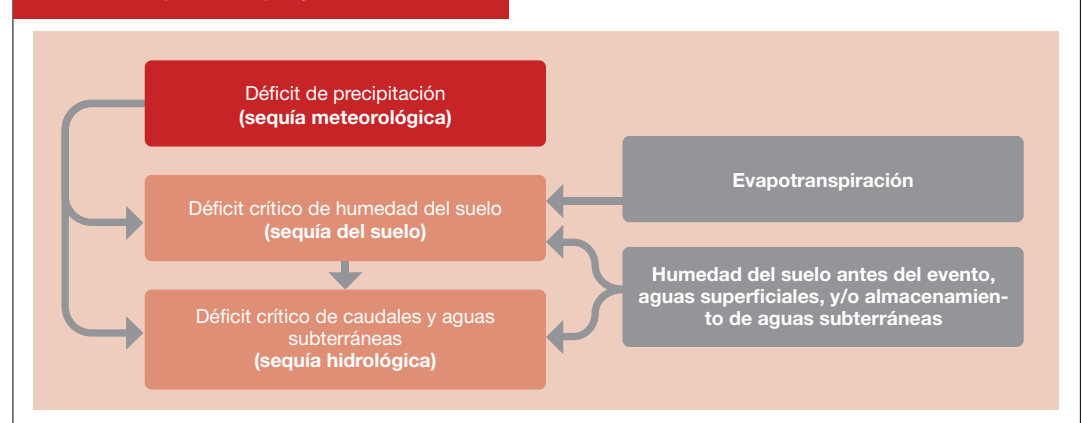 Déficit de precipitación
(sequía meteorológica)
Déficit crítico de humedad del suelo
(sequía del suelo)
Evapotranspiración
Humedad del suelo antes del evento,
aguas superficiales, y/o almacenamien-
to de aguas subterráneas
Déficit crítico de caudales y aguas
subterráneas
(sequía hidrológica)